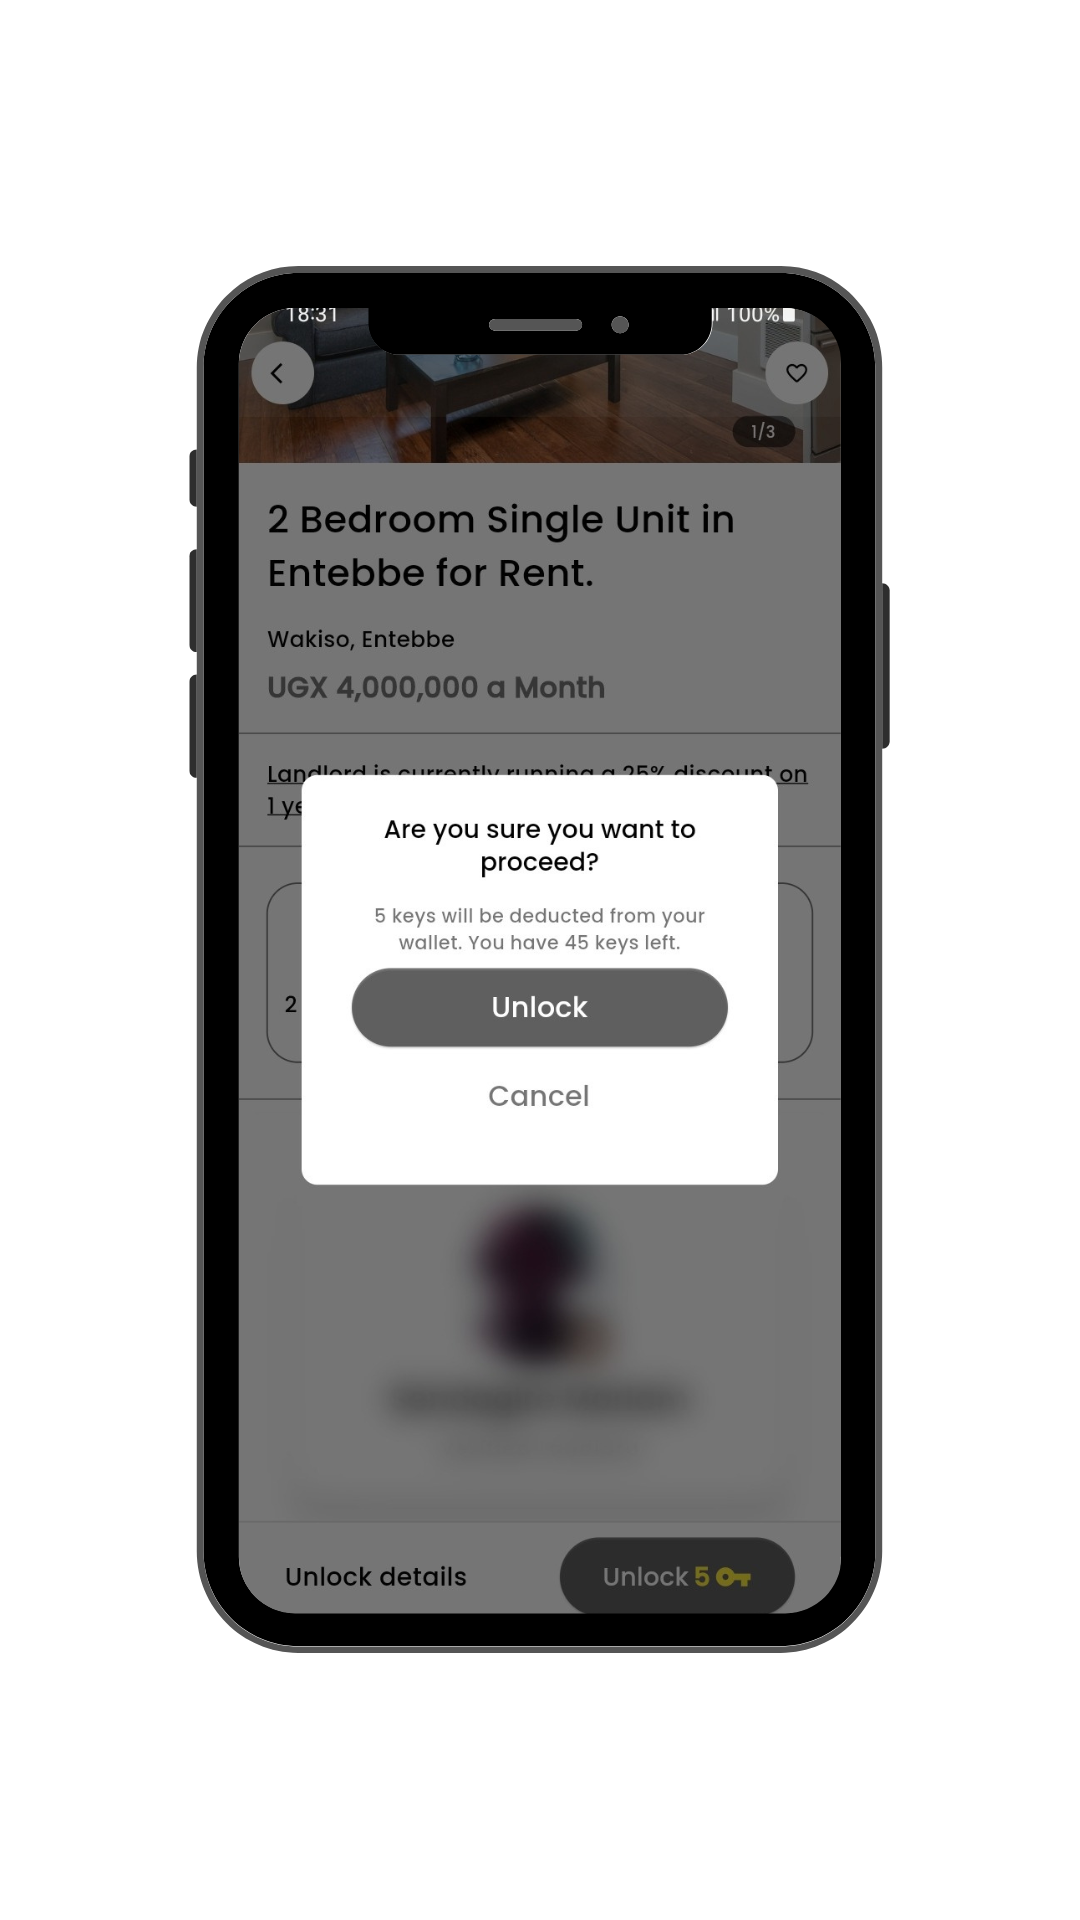 18:31
100%
1/3
2 Bedroom Single Unit in
Entebbe for Rent.
Wakiso, Entebbe
UGX 4,000,000 a Month
Landlord is currently running a 25% discount on
1
Are you sure you want to
proceed?
5 keys will be deducted from your
wallet. You have 45 keys left.
2
Unlock
Cancel
Unlock details
Unlock 5